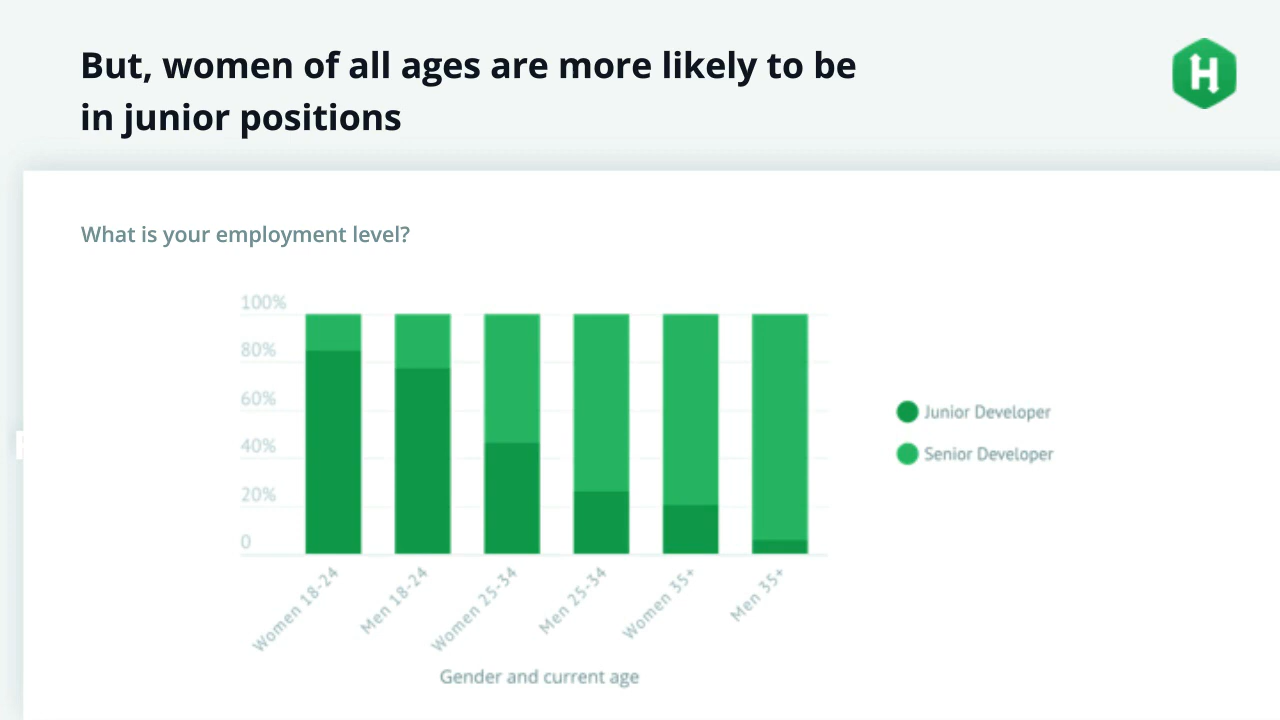 But, women of all ages are more likely to be
in junior positions
H
What is your employment level?
100%
80%
60%
40%
20%
0
Women 18-24
Men 18-24
Women 25-34
Men 25-34
Women 35+
Men 35+
Gender and current age
Junior Developer
Senior Developer